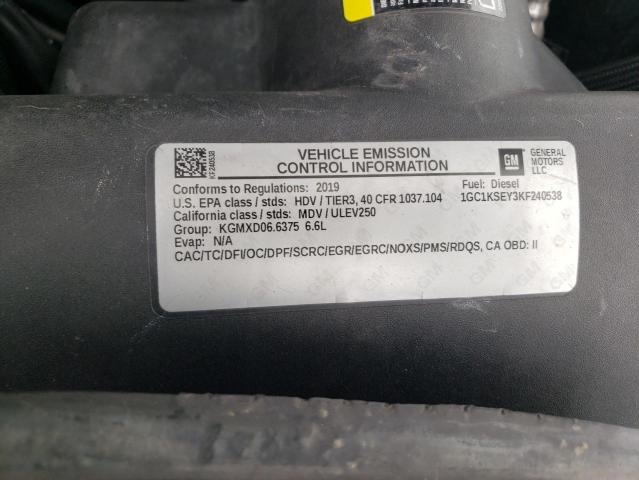 KF240538
VEHICLE EMISSION
CONTROL INFORMATION
GM
GENERAL
MOTORS
LLC
Conforms to Regulations: 2019
Fuel: Diesel
U.S. EPA class / stds: HDV / TIER3, 40 CFR 1037.104
1GC1KSEY3KF240538
California class / stds: MDV / ULEV250
Group: KGMXD06.6375 6.6L
Evap: N/A
CAC/TC/DFI/OC/DPF/SCRC/EGR/EGRC/NOXS/PMS/RDQS, CA OBD: II